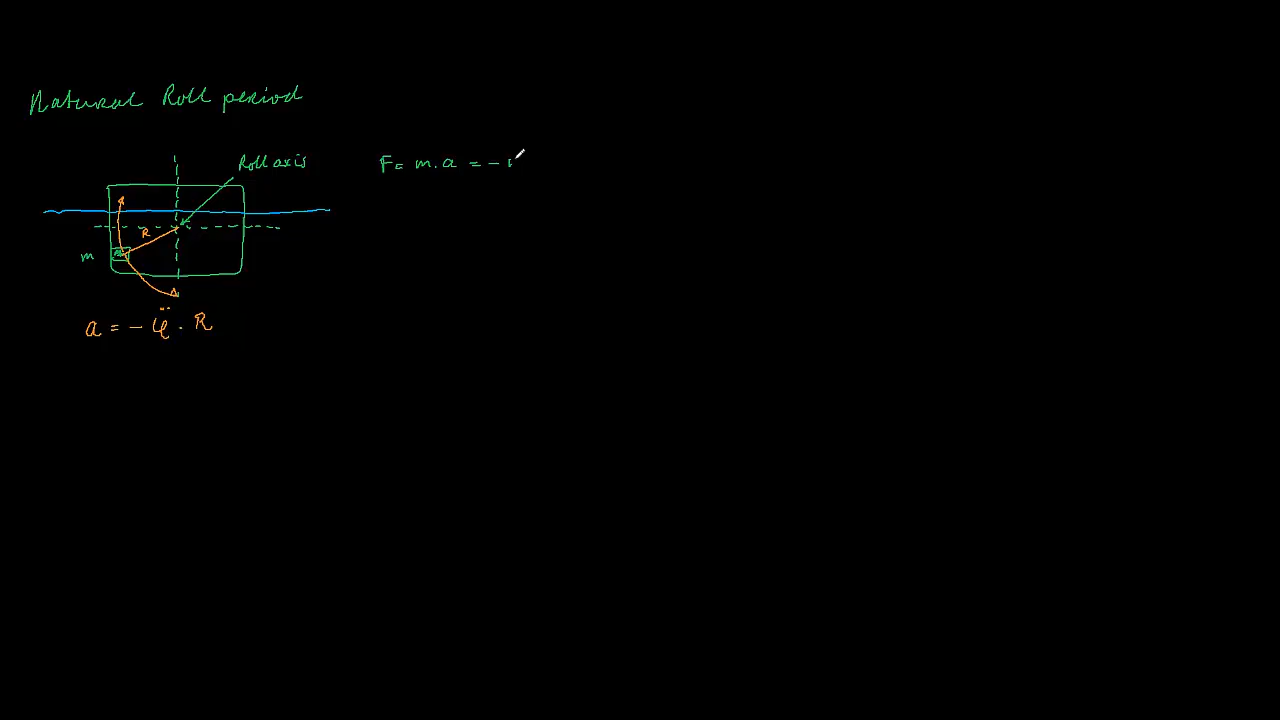 Natural Roll period
Roll axis
F = m . a = -
R
m
a = - φ̈ . R